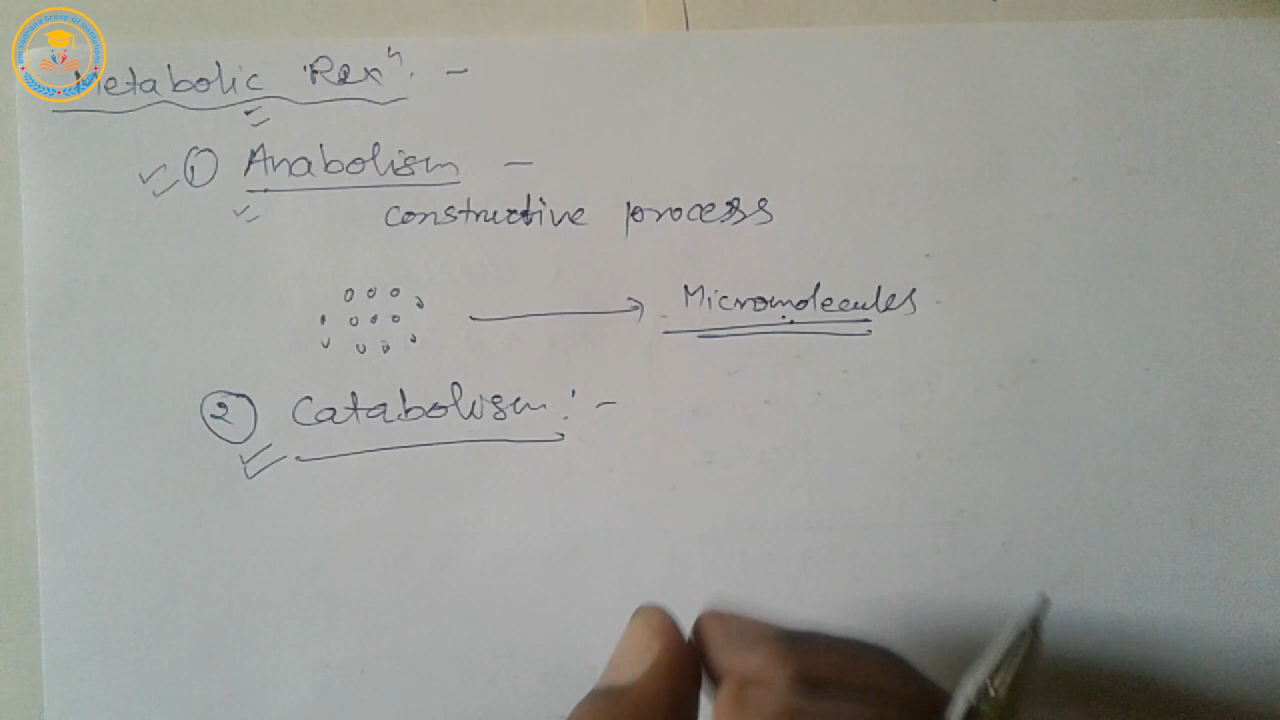 Metabolic Rxn. -
① Anabolism -
constructive process
→ Micromolecules
② Catabolism :-